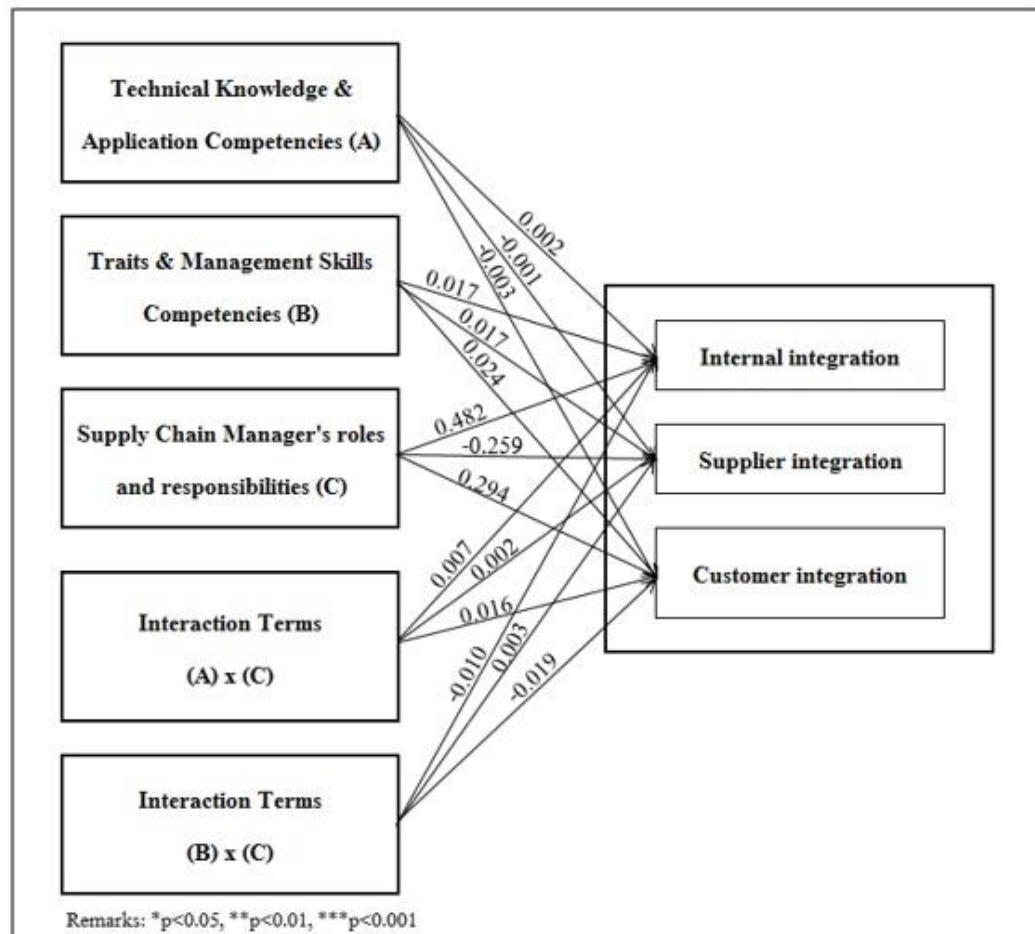 Technical Knowledge &
Application Competencies (A)
Traits & Management Skills
Competencies (B)
Supply Chain Manager's roles
and responsibilities (C)
Interaction Terms
(A) x (C)
Interaction Terms
(B) x (C)
0.002
-0.001
-0.003
0.017
0.017
0.024
0.482
-0.259
0.294
0.007
0.002
0.016
-0.010
0.003
-0.019
Internal integration
Supplier integration
Customer integration
Remarks: *p<0.05, **p<0.01, ***p<0.001